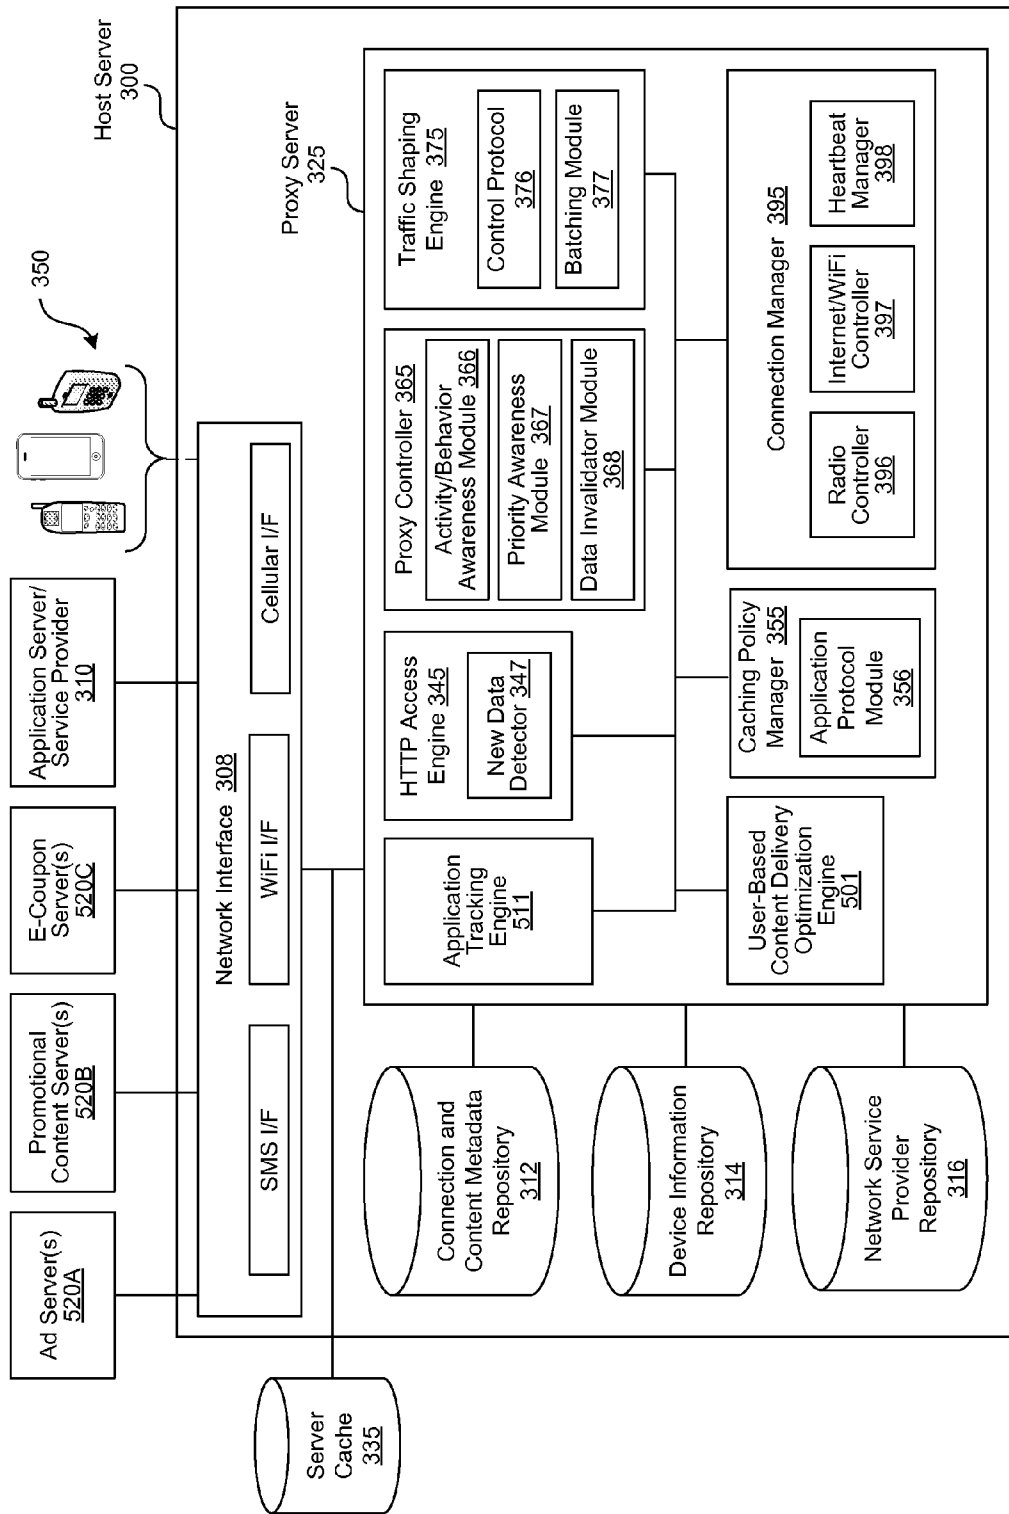 Ad Server(s)
520A
Promotional
Content Server(s)
520B
E-Coupon
Server(s)
520C
Application Server/
Service Provider
310
350
Host Server
300
Network Interface 308
SMS I/F
WiFi I/F
Cellular I/F
Server
Cache
335
Proxy Server
325
Connection and
Content Metadata
Repository
312
Device Information
Repository
314
Network Service
Provider
Repository
316
Application
Tracking
Engine
511
HTTP Access
Engine 345
New Data
Detector 347
Proxy Controller 365
Activity/Behavior
Awareness Module 366
Priority Awareness
Module 367
Data Invalidator Module
368
Traffic Shaping
Engine 375
Control Protocol
376
Batching Module
377
User-Based
Content Delivery
Optimization
Engine
501
Caching Policy
Manager 355
Application
Protocol
Module
356
Connection Manager 395
Radio
Controller
396
Internet/WiFi
Controller
397
Heartbeat
Manager
398